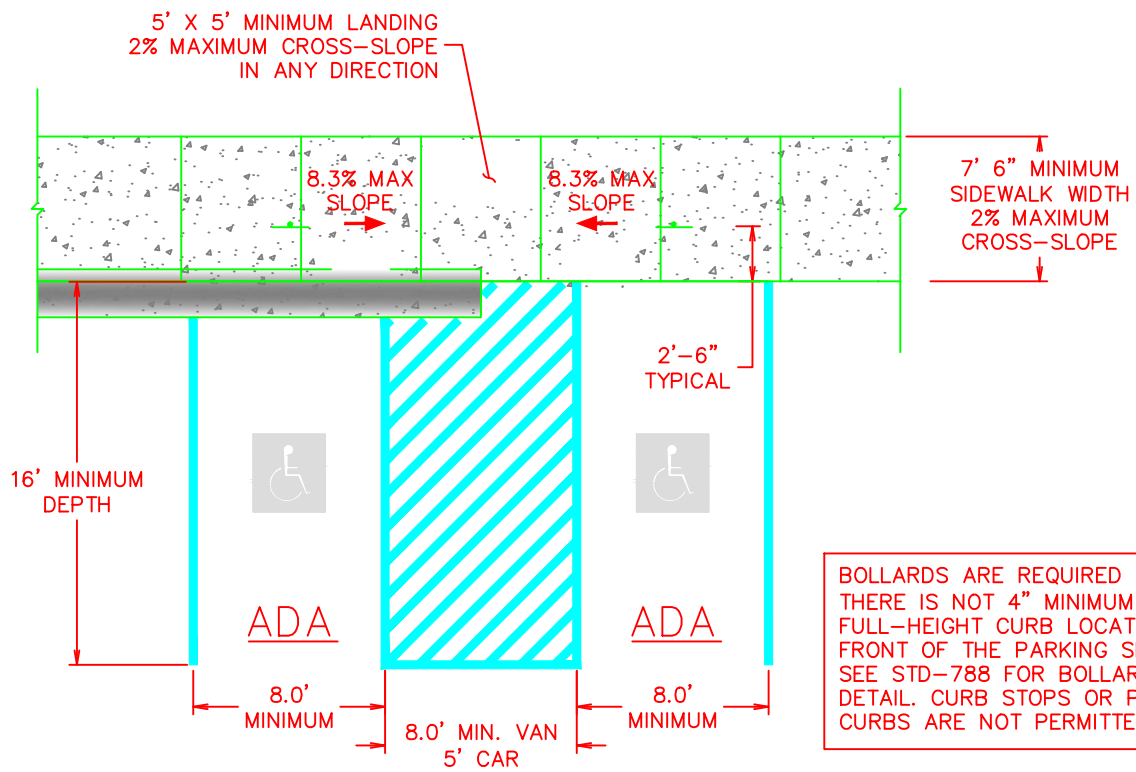 5' X 5' MINIMUM LANDING
2% MAXIMUM CROSS-SLOPE
IN ANY DIRECTION
8.3% MAX
SLOPE
8.3% MAX
SLOPE
7' 6" MINIMUM
SIDEWALK WIDTH
2% MAXIMUM
CROSS-SLOPE
2'-6"
TYPICAL
16' MINIMUM
DEPTH
ADA
ADA
8.0'
MINIMUM
8.0' MIN. VAN
5' CAR
8.0'
MINIMUM
BOLLARDS ARE REQUIRED
THERE IS NOT 4" MINIMUM
FULL-HEIGHT CURB
FRONT OF THE PARKING
SEE STD-788 FOR
DETAIL. CURB STOPS OR
CURBS ARE NOT